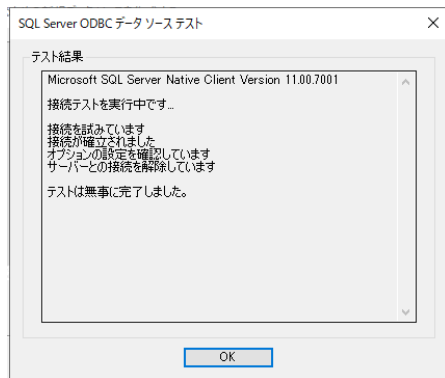 SQL Server ODBC データ ソース テスト
テスト結果
Microsoft SQL Server Native Client Version 11.00.7001
接続テストを実行中です...
接続を試みています
接続が確立されました
オプションの設定を確認しています
サーバーとの接続を解除しています
テストは無事に完了しました。
OK